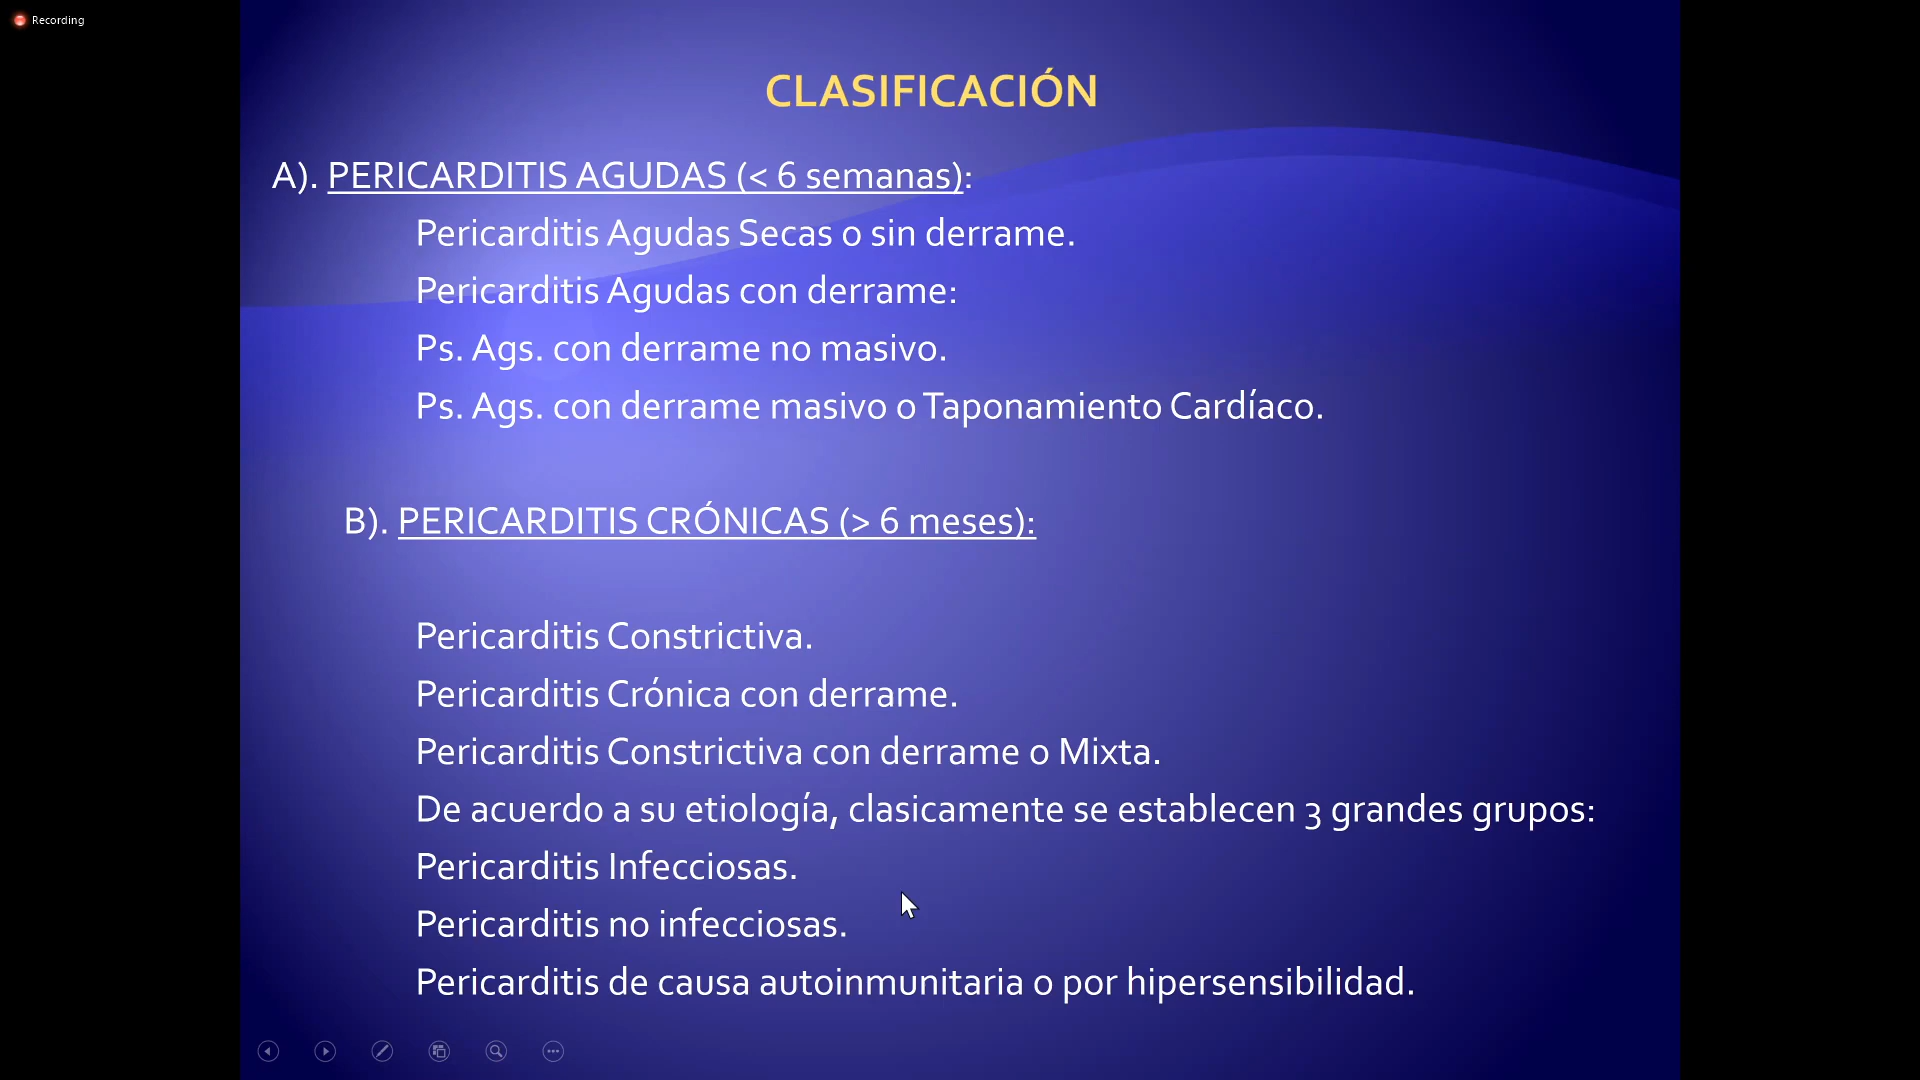 Recording
CLASIFICACIÓN
A). PERICARDITIS AGUDAS (< 6 semanas):
Pericarditis Agudas Secas o sin derrame.
Pericarditis Agudas con derrame:
Ps. Ags. con derrame no masivo.
Ps. Ags. con derrame masivo o Taponamiento Cardíaco.
B). PERICARDITIS CRÓNICAS (> 6 meses):
Pericarditis Constrictiva.
Pericarditis Crónica con derrame.
Pericarditis Constrictiva con derrame o Mixta.
De acuerdo a su etiología, clasicamente se establecen 3 grandes grupos:
Pericarditis Infecciosas.
Pericarditis no infecciosas.
Pericarditis de causa autoinmunitaria o por hipersensibilidad.